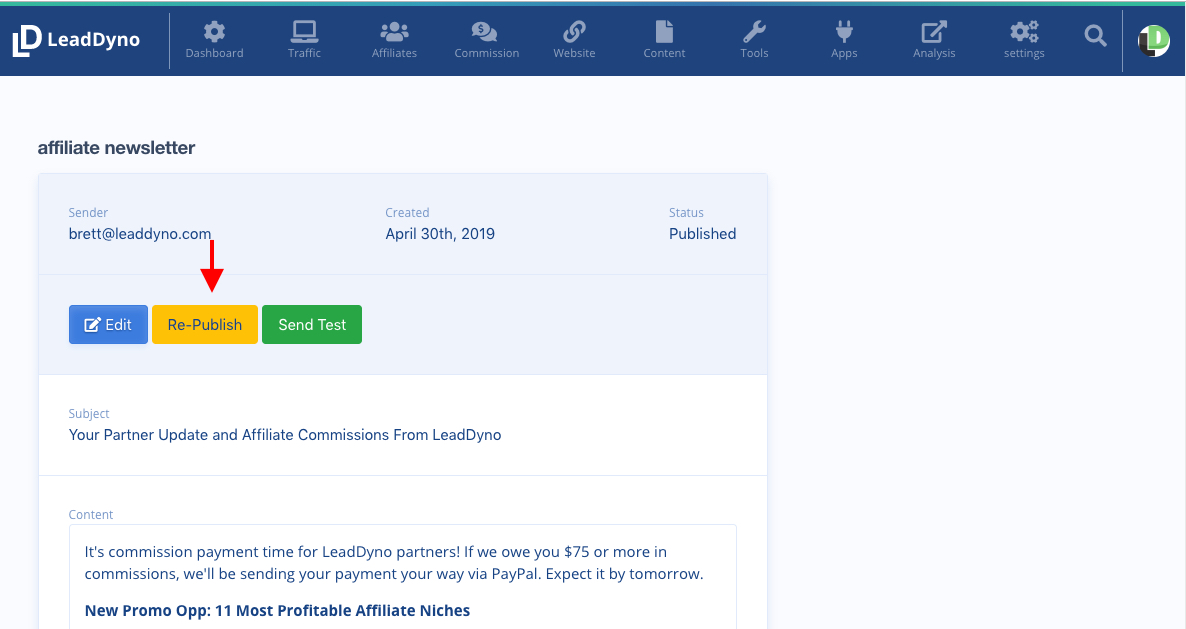 LeadDyno
Dashboard
Traffic
Affiliates
Commission
Website
Content
Tools
Apps
Analysis
settings
affiliate newsletter
Sender
Created
Status
brett@leaddyno.com
April 30th, 2019
Published
Edit
Re-Publish
Send Test
Subject
Your Partner Update and Affiliate Commissions From LeadDyno
Content
It's commission payment time for LeadDyno partners! If we owe you $75 or more in
commissions, we'll be sending your payment your way via PayPal. Expect it by tomorrow.
New Promo Opp: 11 Most Profitable Affiliate Niches